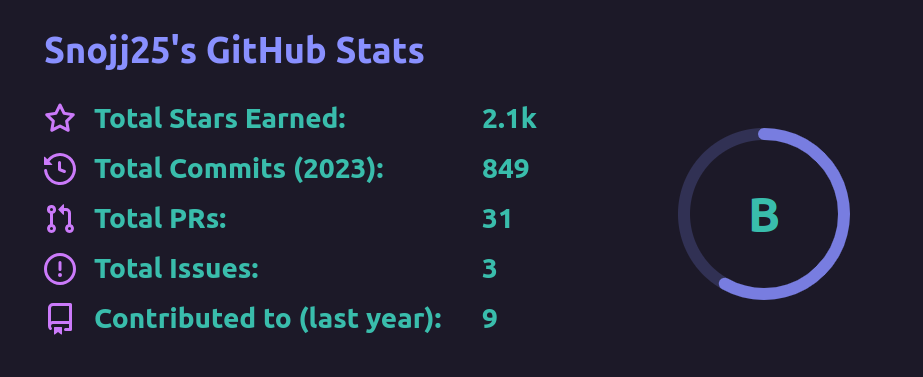 Snojj25's GitHub Stats
Total Stars Earned: 2.1k
Total Commits (2023): 849
Total PRs: 31
Total Issues: 3
Contributed to (last year): 9
B